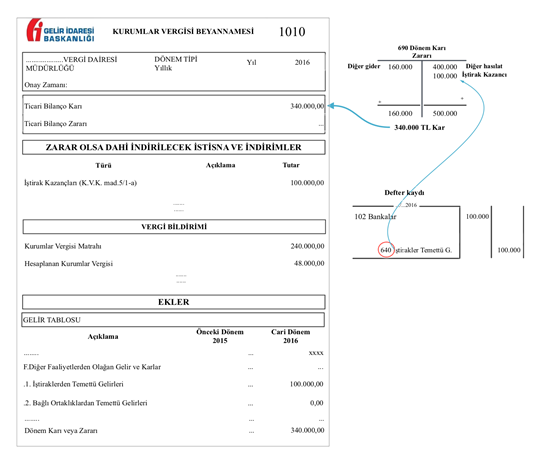 GELİR İDARESİ
BAŞKANLIĞI
KURUMLAR VERGİSİ BEYANNAMESİ
1010
....................VERGİ DAİRESİ
MÜDÜRLÜĞÜ
DÖNEM TİPİ
Yıllık
Yıl
2016
Onay Zamanı:
Ticari Bilanço Karı
340.000,00
Ticari Bilanço Zararı
...
ZARAR OLSA DAHİ İNDİRİLECEK İSTİSNA VE İNDİRİMLER
Türü
Açıklama
Tutar
İştirak Kazançları (K.V.K. mad.5/1-a)
100.000,00
......
......
VERGİ BİLDİRİMİ
Kurumlar Vergisi Matrahı
240.000,00
Hesaplanan Kurumlar Vergisi
48.000,00
......
......
EKLER
GELİR TABLOSU
Açıklama
Önceki Dönem
2015
Cari Dönem
2016
........
...
xxxx
F.Diğer Faaliyetlerden Olağan Gelir ve Karlar
...
...
.1. İştiraklerden Temettü Gelirleri
...
100.000,00
.2. Bağlı Ortaklıklardan Temettü Gelirleri
...
0,00
........
...
...
Dönem Karı veya Zararı
...
340.000,00
690 Dönem Karı
Zararı
Diğer gider
160.000
400.000
Diğer hasılat
100.000
İştirak Kazancı
160.000
500.000
340.000 TL Kar
Defter kaydı
...2016
102 Bankalar
100.000
640 İştirakler Temettü G.
100.000